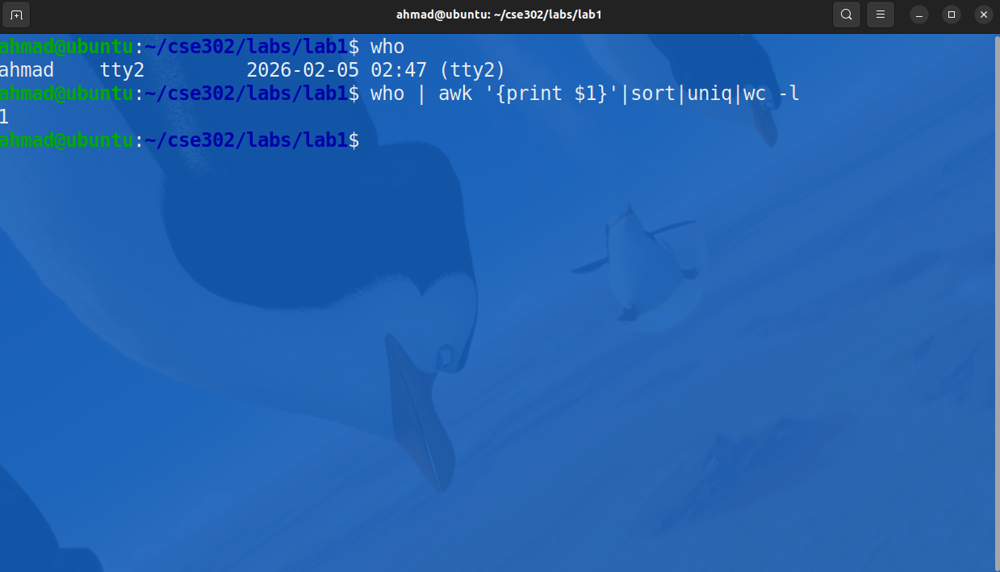 ahmad@ubuntu: ~/cse302/labs/lab1
ahmad@ubuntu:~/cse302/labs/lab1$ who
ahmad    tty2         2026-02-05 02:47 (tty2)
ahmad@ubuntu:~/cse302/labs/lab1$ who | awk '{print $1}'|sort|uniq|wc -l
1
ahmad@ubuntu:~/cse302/labs/lab1$